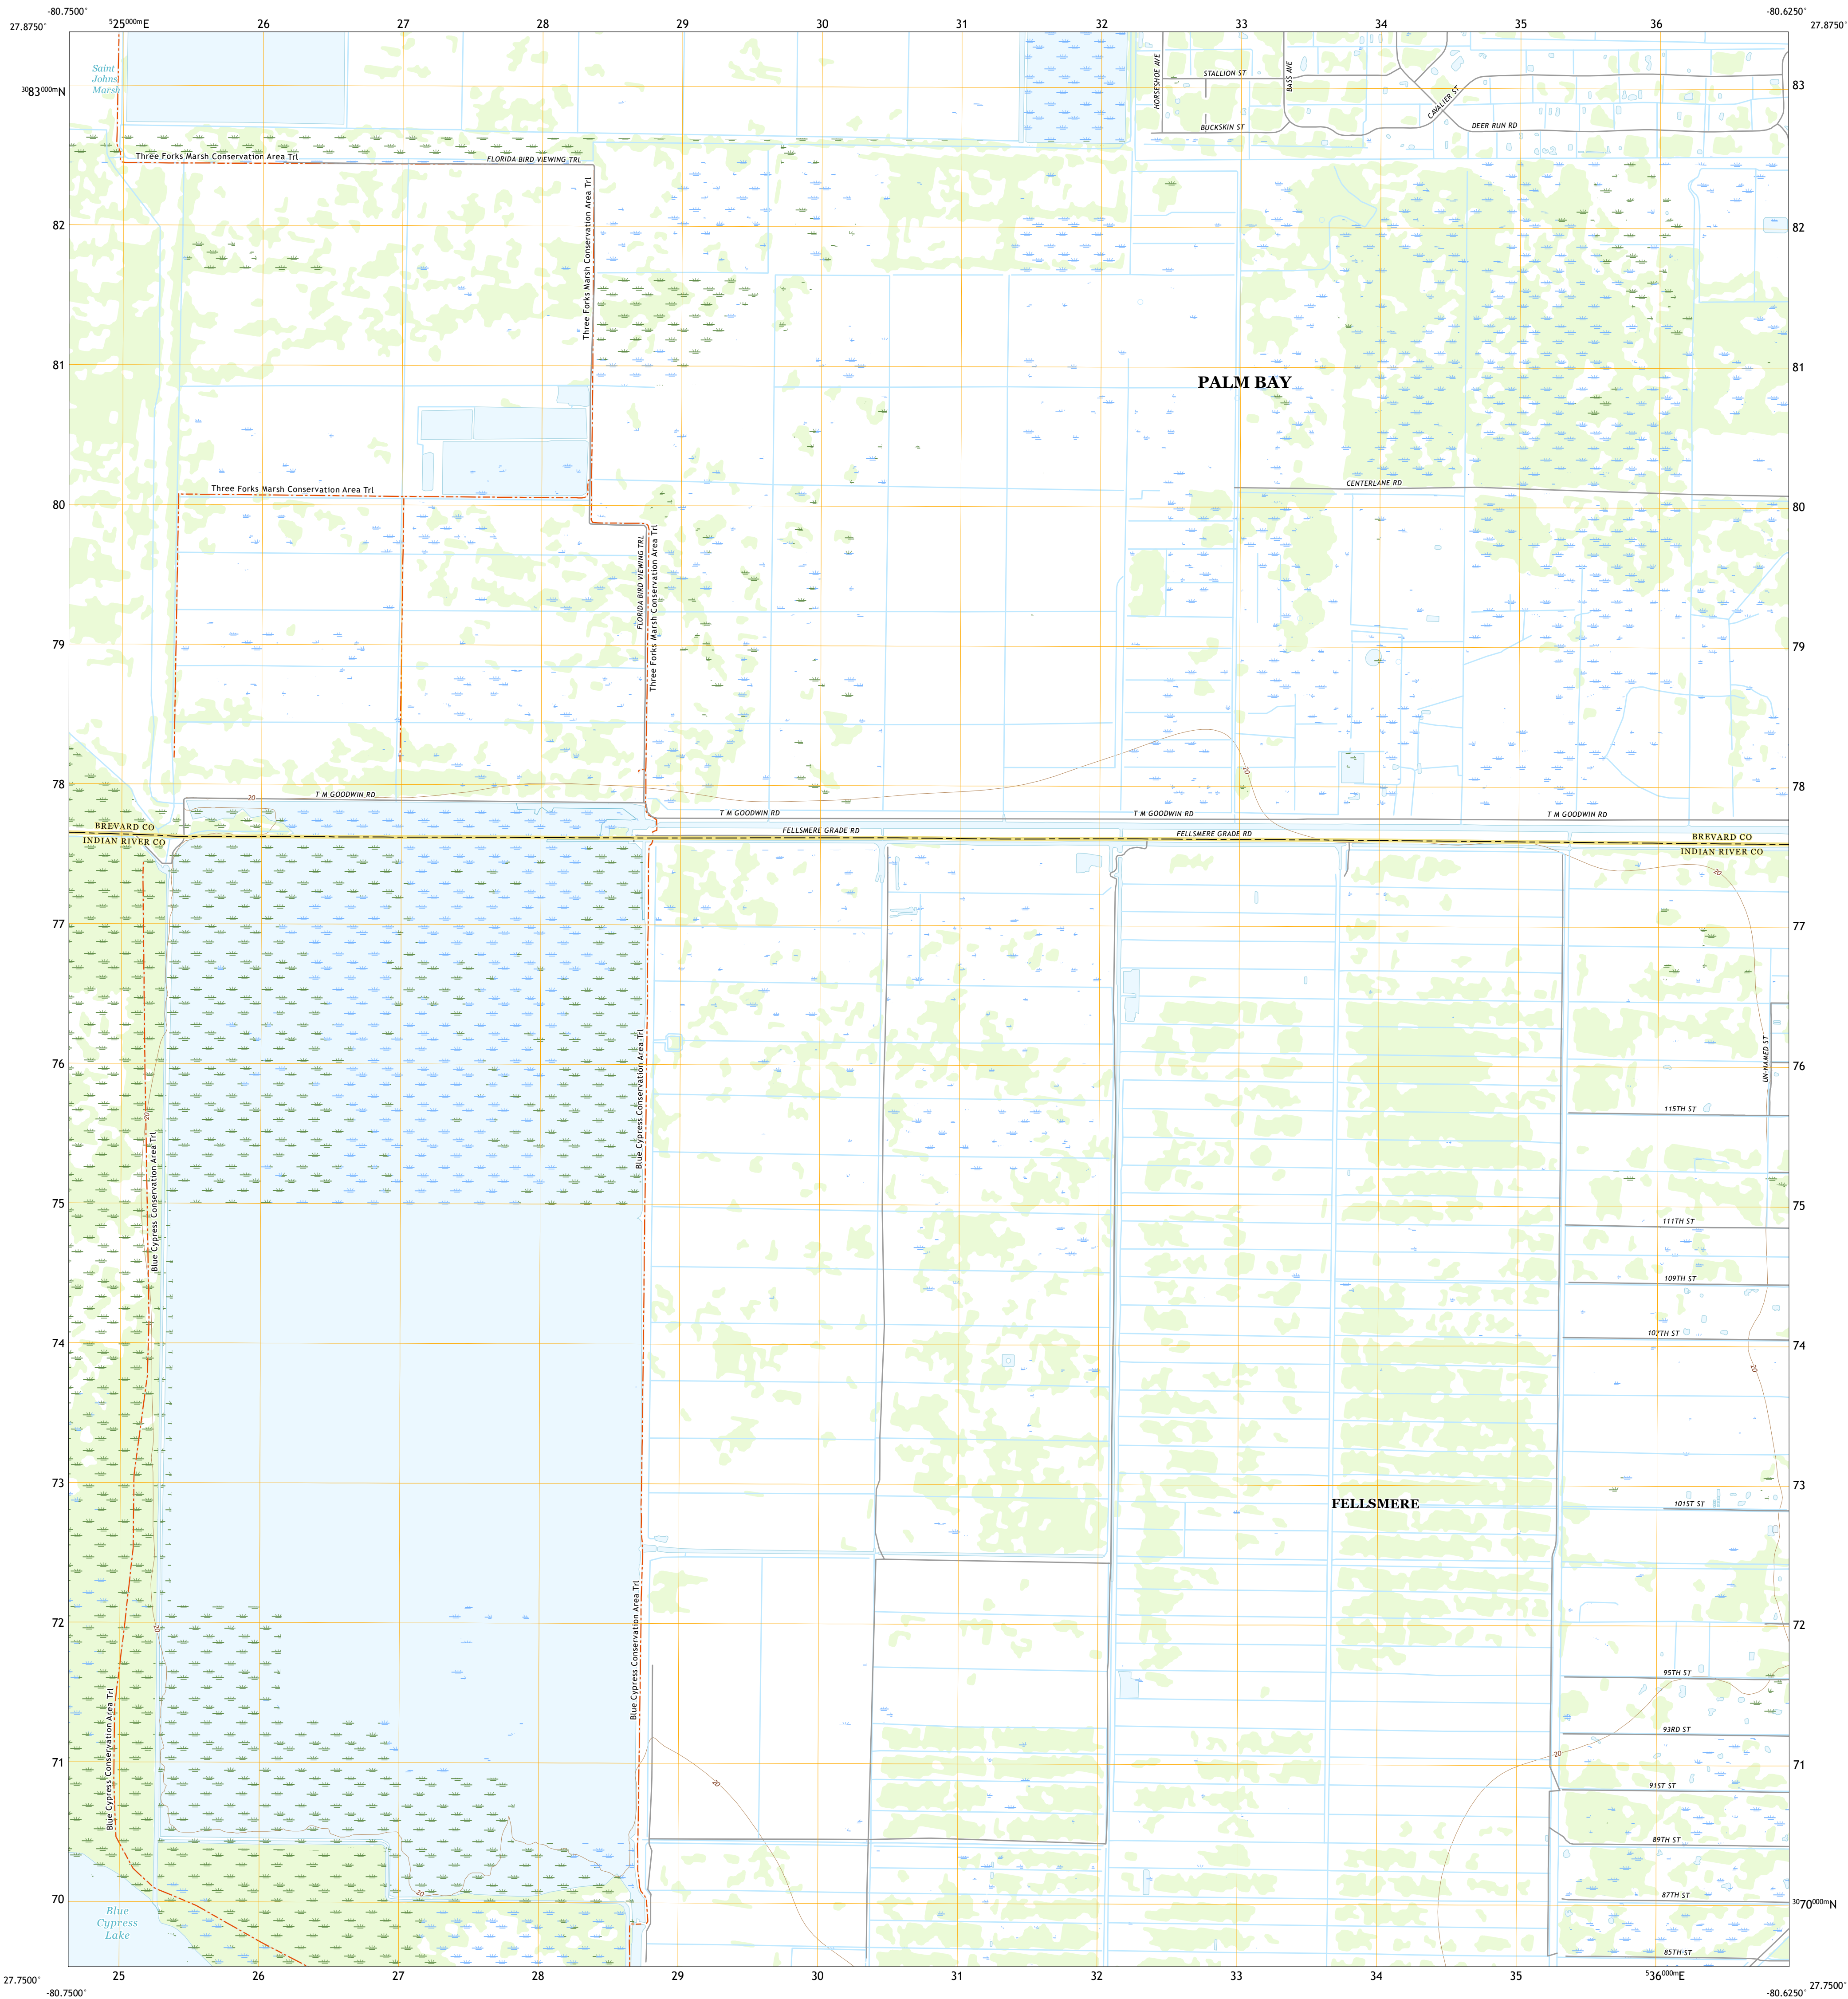 -80.7500°
-80.6250°
27.8750°
525000mE
26
27
28
29
30
31
32
33
34
35
36
27.8750°
Saint
Johns
Marsh
3083000mN
83
HORSESHOE AVE
STALLION ST
BASS AVE
CAVALIER ST
BUCKSKIN ST
DEER RUN RD
Three Forks Marsh Conservation Area Trl
FLORIDA BIRD VIEWING TRL
Three Forks Marsh Conservation Area Trl
82
82
81
81
PALM BAY
Three Forks Marsh Conservation Area Trl
CENTERLANE RD
80
80
FLORIDA BIRD VIEWING TRL
Three Forks Marsh Conservation Area Trl
79
79
20
78
78
20
T M GOODWIN RD
T M GOODWIN RD
T M GOODWIN RD
T M GOODWIN RD
BREVARD CO
INDIAN RIVER CO
FELLSMERE GRADE RD
FELLSMERE GRADE RD
BREVARD CO
INDIAN RIVER CO
20
77
77
Blue Cypress Conservation Area Trl
UN-NAMED ST
76
76
20
115TH ST
Blue Cypress Conservation Area Trl
75
75
111TH ST
109TH ST
107TH ST
74
74
20
73
73
FELLSMERE
101ST ST
72
72
20
Blue Cypress Conservation Area Trl
95TH ST
Blue Cypress Conservation Area Trl
93RD ST
20
71
71
20
91ST ST
89TH ST
20
87TH ST
70
3070000mN
Blue
Cypress
Lake
85TH ST
27.7500°
25
26
27
28
29
30
31
32
33
34
35
36000mE
27.7500°
-80.7500°
-80.6250°